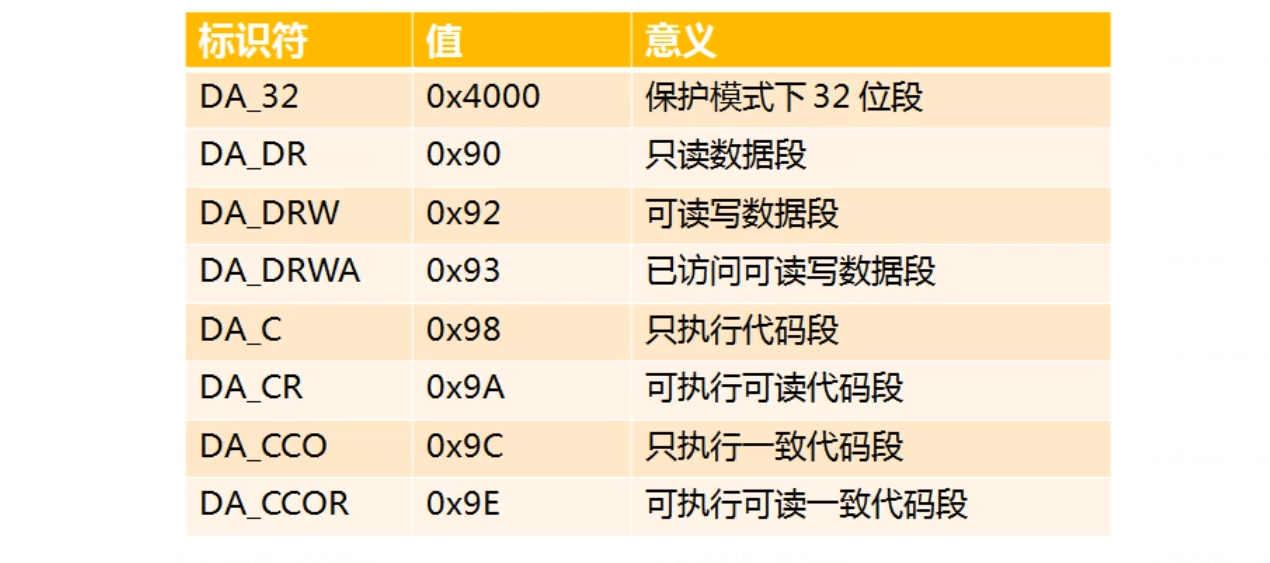 标识符 值 意义
DA_32 0x4000 保护模式下 32 位段
DA_DR 0x90 只读数据段
DA_DRW 0x92 可读写数据段
DA_DRWA 0x93 已访问可读写数据段
DA_C 0x98 只执行代码段
DA_CR 0x9A 可执行可读代码段
DA_CCO 0x9C 只执行一致代码段
DA_CCOR 0x9E 可执行可读一致代码段